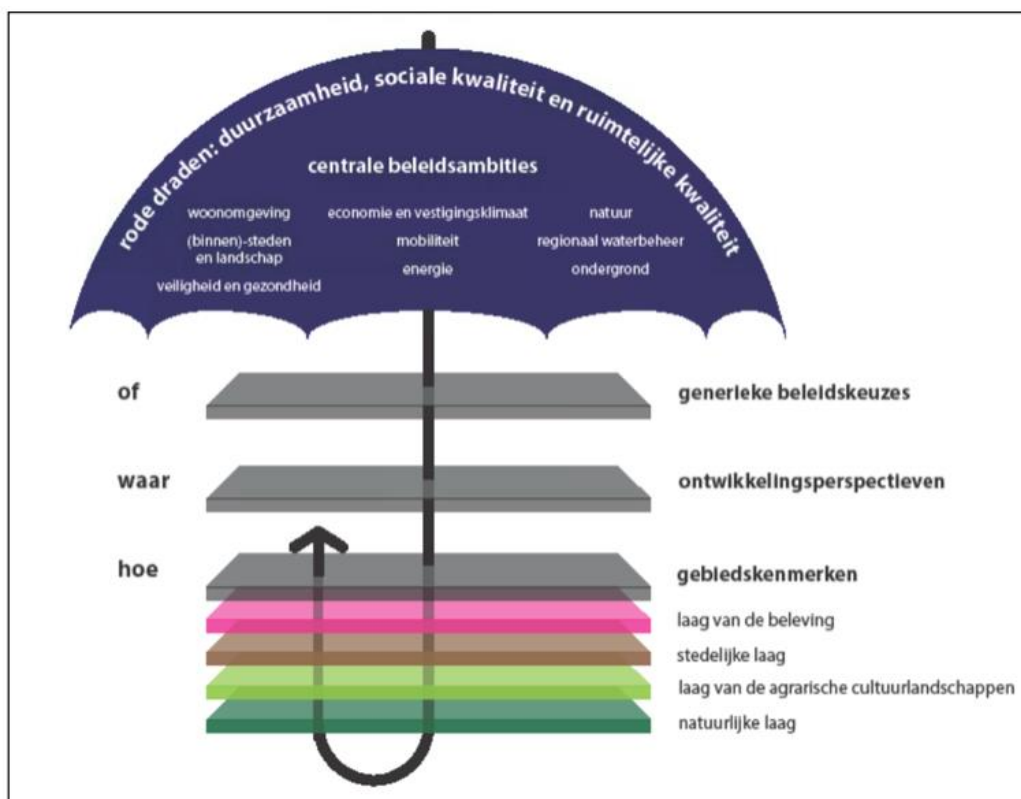 rode draden: duurzaamheid, sociale kwaliteit en ruimtelijke kwaliteit
centrale beleidsambities
woonomgeving
(binnen)-steden
en landschap
veiligheid en gezondheid
economie en vestigingsklimaat
mobiliteit
energie
natuur
regionaal waterbeheer
ondergrond
of
generieke beleidskeuzes
waar
ontwikkelingsperspectieven
hoe
gebiedskenmerken
laag van de beleving
stedelijke laag
laag van de agrarische cultuurlandschappen
natuurlijke laag